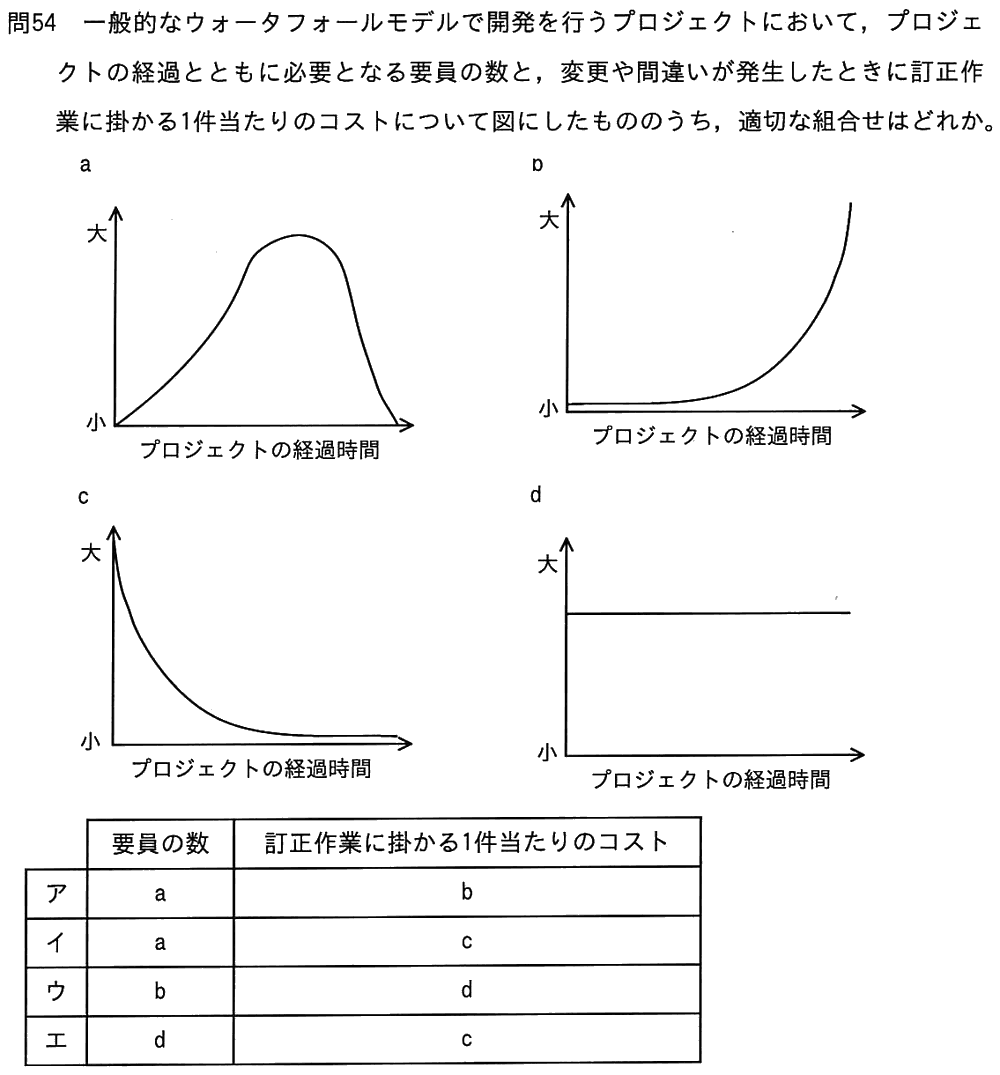 問54 一般的なウォータフォールモデルで開発を行うプロジェクトにおいて，プロジェ
クトの経過とともに必要となる要員の数と，変更や間違いが発生したときに訂正作
業に掛かる1件当たりのコストについて図にしたもののうち，適切な組合せはどれか。
a
大
小
プロジェクトの経過時間
b
大
小
プロジェクトの経過時間
c
大
小
プロジェクトの経過時間
d
大
小
プロジェクトの経過時間
要員の数 訂正作業に掛かる1件当たりのコスト
ア a b
イ a c
ウ b d
エ d c